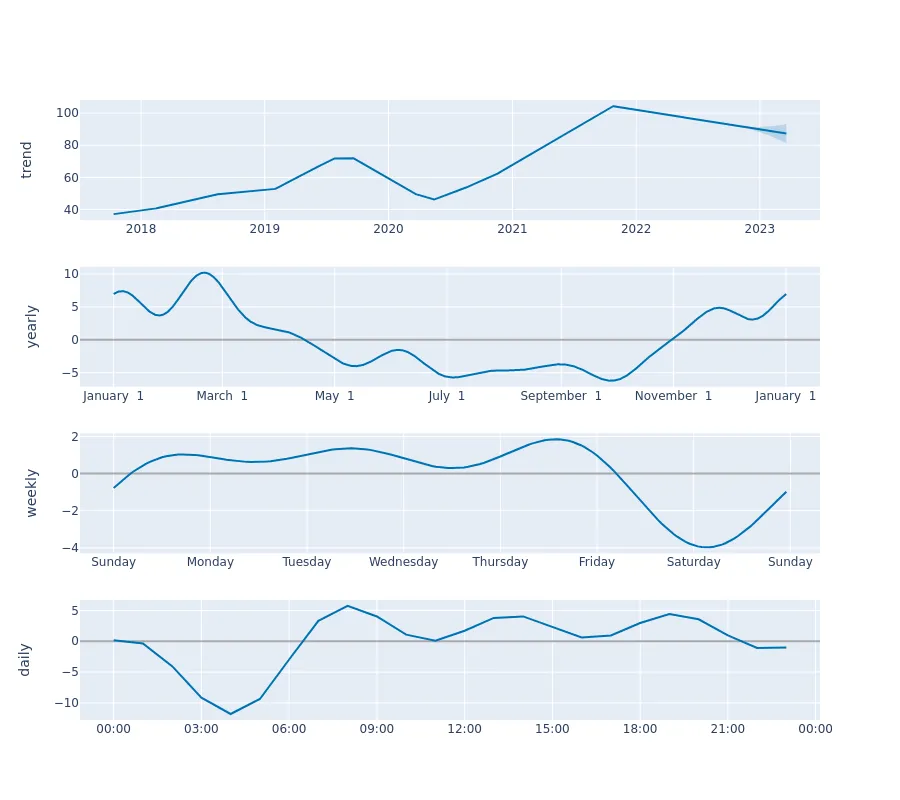 trend
100
80
60
40
2018 2019 2020 2021 2022 2023
yearly
10
5
0
−5
January 1 March 1 May 1 July 1 September 1 November 1 January 1
weekly
2
0
−2
−4
Sunday Monday Tuesday Wednesday Thursday Friday Saturday Sunday
daily
5
0
−5
−10
00:00 03:00 06:00 09:00 12:00 15:00 18:00 21:00 00:00